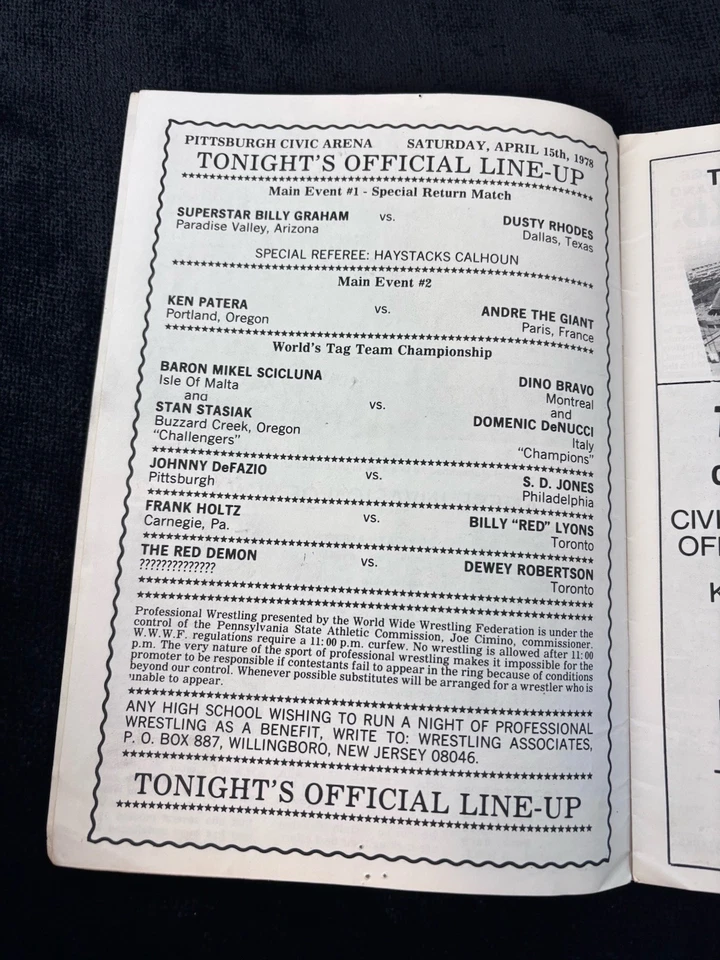 PITTSBURGH CIVIC ARENA SATURDAY, APRIL 15th, 1978
TONIGHT'S OFFICIAL LINE-UP
Main Event #1 - Special Return Match
SUPERSTAR BILLY GRAHAM vs. DUSTY RHODES
Paradise Valley, Arizona Dallas, Texas
SPECIAL REFEREE: HAYSTACKS CALHOUN
Main Event #2
KEN PATERA vs. ANDRE THE GIANT
Portland, Oregon Paris, France
World's Tag Team Championship
BARON MIKEL SCICLUNA DINO BRAVO
Isle Of Malta Montreal
and vs. and
STAN STASIAK DOMENIC DeNUCCI
Buzzard Creek, Oregon Italy
"Challengers" "Champions"
JOHNNY DeFAZIO vs. S. D. JONES
Pittsburgh Philadelphia
FRANK HOLTZ vs. BILLY "RED" LYONS
Carnegie, Pa. Toronto
THE RED DEMON vs. DEWEY ROBERTSON
?????????????? Toronto
Professional Wrestling presented by the World Wide Wrestling Federation is under the
control of the Pennsylvania State Athletic Commission, Joe Cimino, commissioner.
W.W.W.F. regulations require a 11:00 p.m. curfew. No wrestling is allowed after 11:00
p.m. The very nature of the sport of professional wrestling makes it impossible for the
promoter to be responsible if contestants fail to appear in the ring because of conditions
beyond our control. Whenever possible substitutes will be arranged for a wrestler who is
unable to appear.
ANY HIGH SCHOOL WISHING TO RUN A NIGHT OF PROFESSIONAL
WRESTLING AS A BENEFIT, WRITE TO: WRESTLING ASSOCIATES,
P. O. BOX 887, WILLINGBORO, NEW JERSEY 08046.
TONIGHT'S OFFICIAL LINE-UP